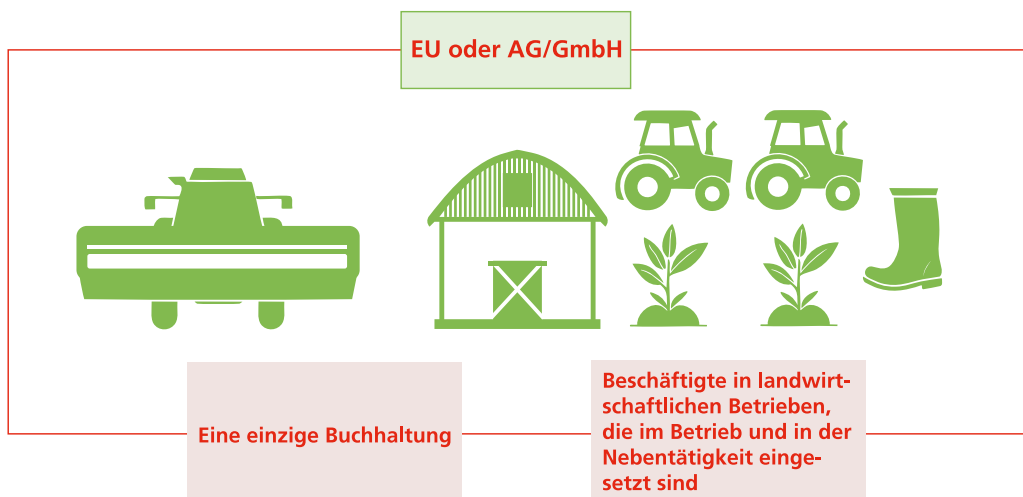 EU oder AG/GmbH
Eine einzige Buchhaltung
Beschäftigte in landwirt-
schaftlichen Betrieben,
die im Betrieb und in der
Nebentätigkeit einge-
setzt sind